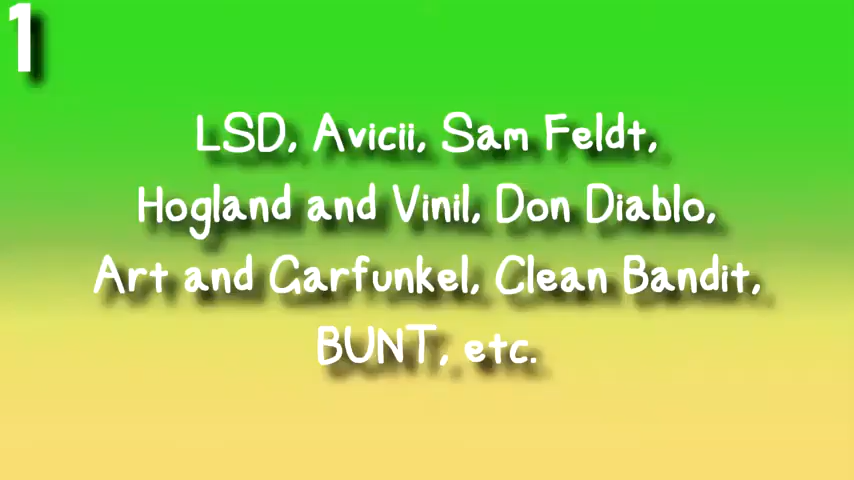 1
LSD, Avicii, Sam Feldt,
Hogland and Vinil, Don Diablo,
Art and Garfunkel, Clean Bandit,
BUNT, etc.